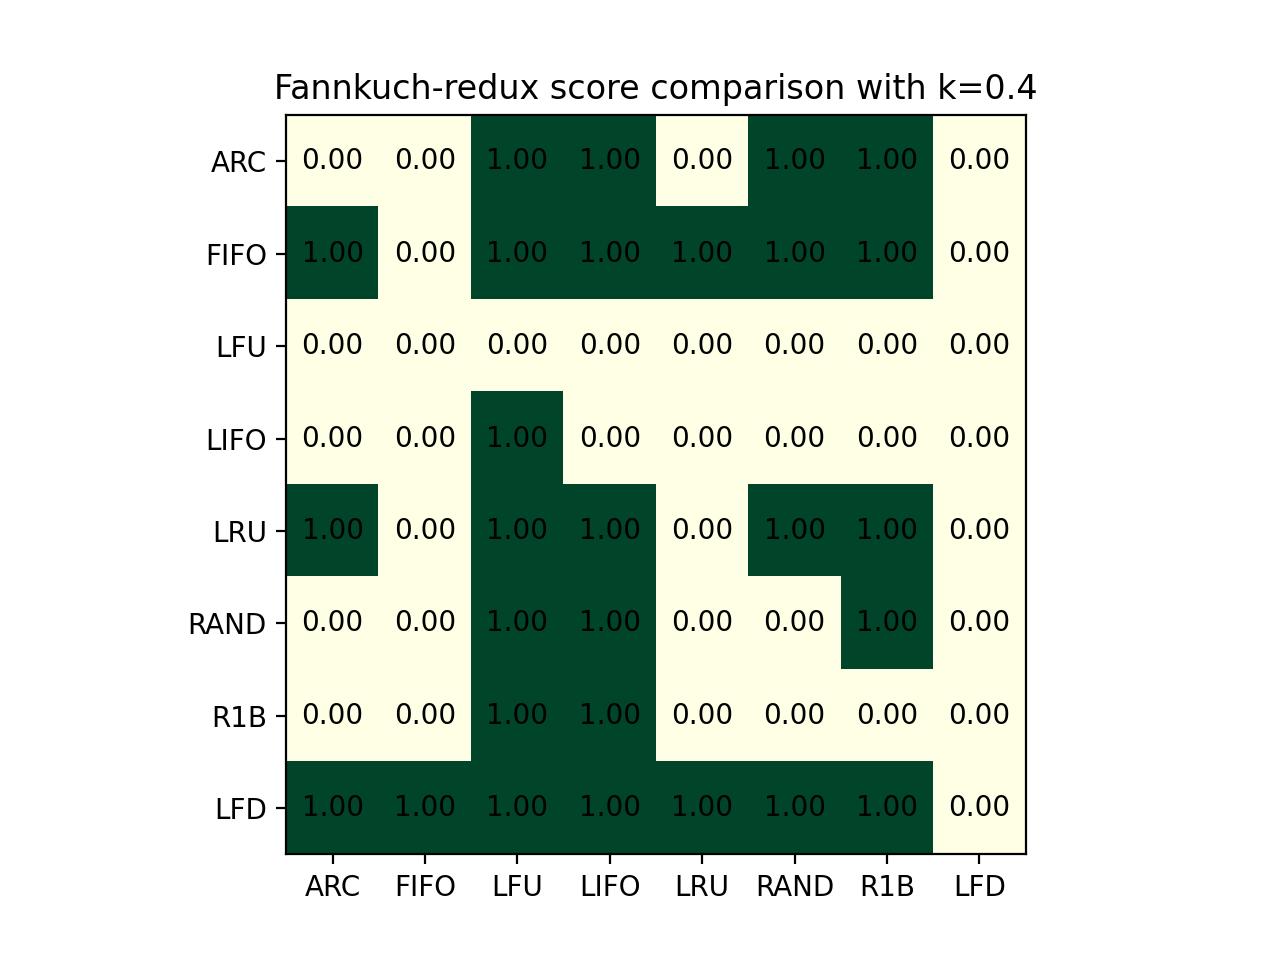 Fannkuch-redux score comparison with k=0.4
ARC 0.00 0.00 1.00 1.00 0.00 1.00 1.00 0.00
FIFO 1.00 0.00 1.00 1.00 1.00 1.00 1.00 0.00
LFU 0.00 0.00 0.00 0.00 0.00 0.00 0.00 0.00
LIFO 0.00 0.00 1.00 0.00 0.00 0.00 0.00 0.00
LRU 1.00 0.00 1.00 1.00 0.00 1.00 1.00 0.00
RAND 0.00 0.00 1.00 1.00 0.00 0.00 1.00 0.00
R1B 0.00 0.00 1.00 1.00 0.00 0.00 0.00 0.00
LFD 1.00 1.00 1.00 1.00 1.00 1.00 1.00 0.00
ARC FIFO LFU LIFO LRU RAND R1B LFD